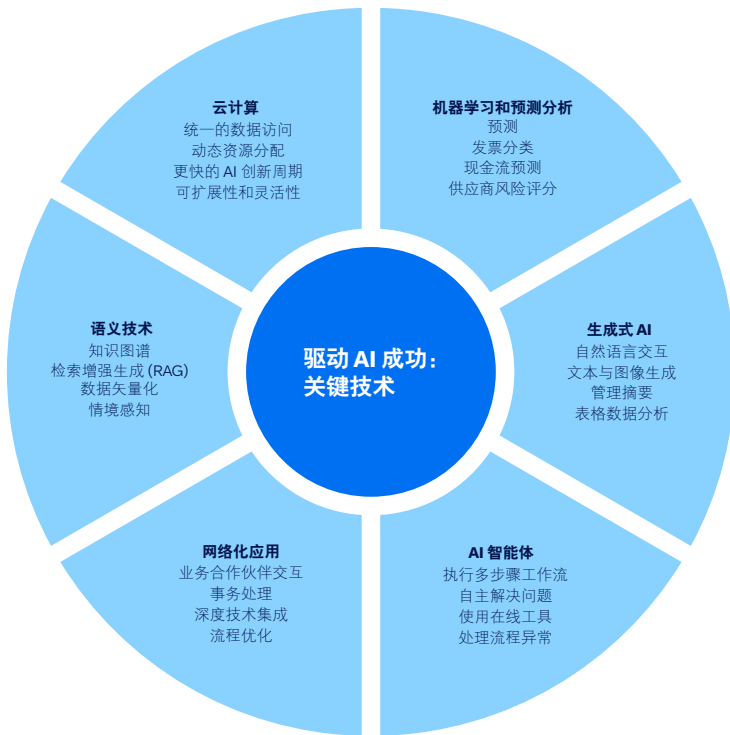 云计算
统一的数据访问
动态资源分配
更快的 AI 创新周期
可扩展性和灵活性
机器学习和预测分析
预测
发票分类
现金流预测
供应商风险评分
语义技术
知识图谱
检索增强生成 (RAG)
数据矢量化
情境感知
驱动 AI 成功：
关键技术
生成式 AI
自然语言交互
文本与图像生成
管理摘要
表格数据分析
网络化应用
业务合作伙伴交互
事务处理
深度技术集成
流程优化
AI 智能体
执行多步骤工作流
自主解决问题
使用在线工具
处理流程异常